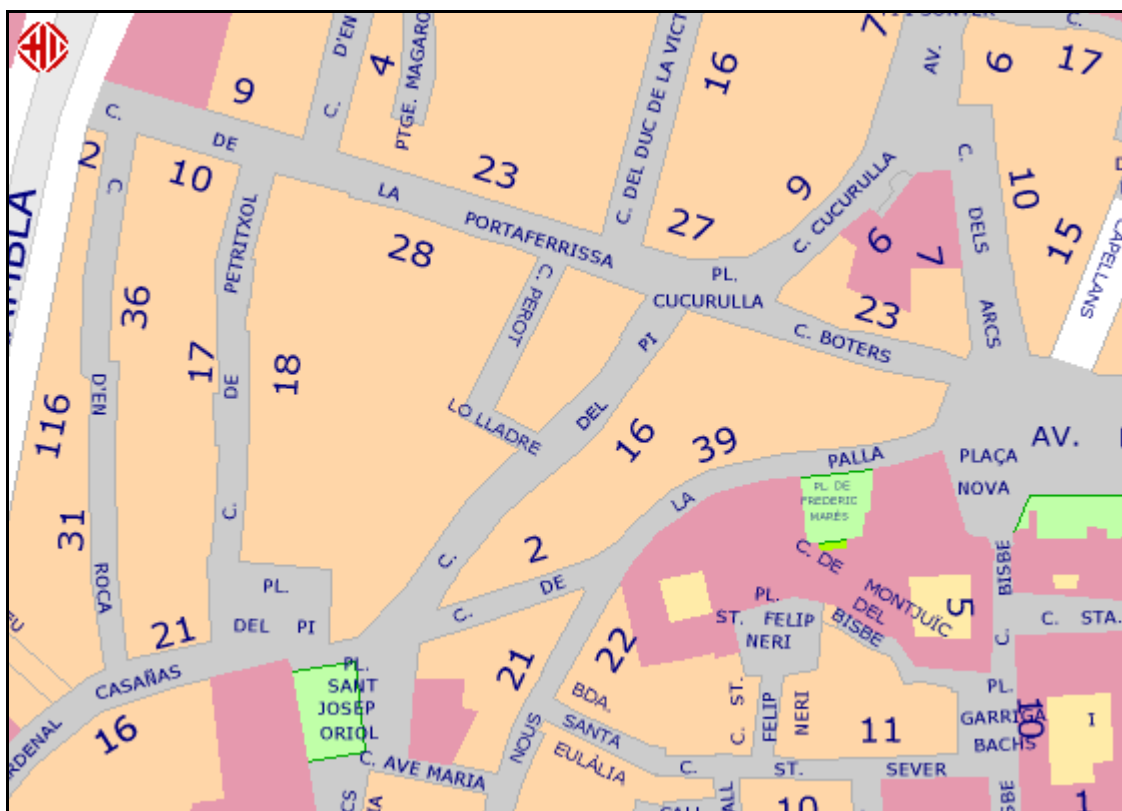 7
AV.
C.
6
17
D'EN
C.
4
PTGE. MAGARO
C. DEL DUC DE LA VICT
16
9
C.
DE
LA
PORTAFERRISSA
2
10
23
C.
D'EN
ROCA
C.
DE
PETRITXOL
28
27
9
C. CUCURULLA
6
7
10
15
C.
DELS
ARCS
CAPELLANS
PL.
CUCURULLA
23
C. BOTERS
C. PEROT
LO LLADRE
C.
DEL
PI
36
17
18
116
31
16
39
C.
DE
LA
PALLA
PLAÇA
NOVA
AV.
PL. DE
FREDERIC
MARÈS
2
C. DE
MONTJUÏC
DEL
BISBE
5
C.
BISBE
C. STA.
PL.
DEL PI
PL.
ST. FELIP
NERI
21
CASAÑAS
RDENAL
16
PL.
SANT
JOSEP
ORIOL
C. AVE MARIA
21
22
NOUS
BDA.
SANTA
EULÀLIA
C. ST.
FELIP
NERI
11
PL.
GARRIGA
BACHS
10
I
C. ST. SEVER
10
1